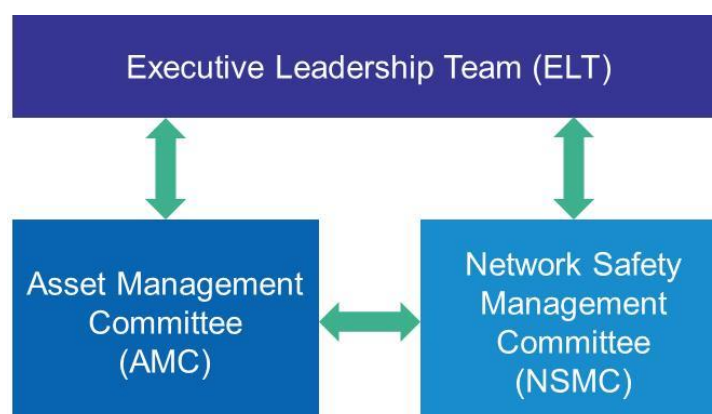 Executive Leadership Team (ELT)
Asset Management
Committee
(AMC)
Network Safety
Management
Committee
(NSMC)